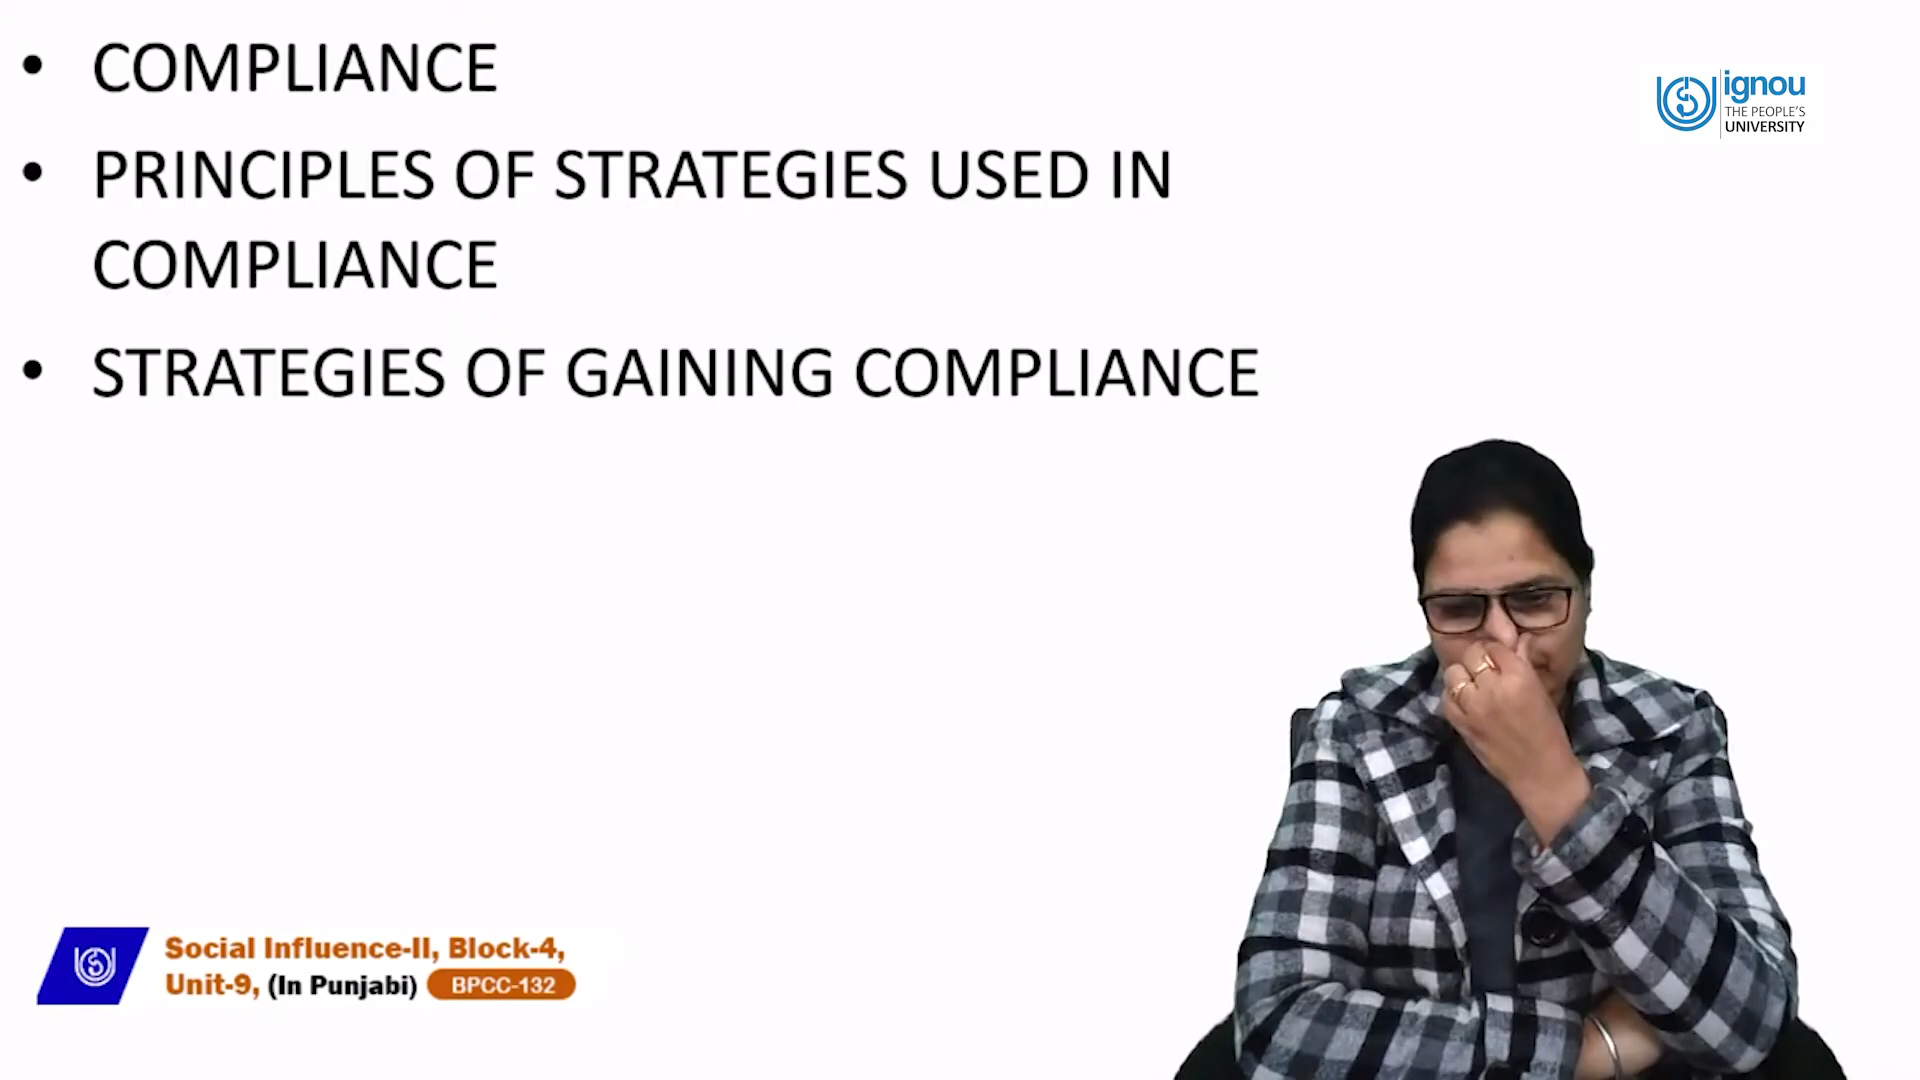 • COMPLIANCE
• PRINCIPLES OF STRATEGIES USED IN
COMPLIANCE
• STRATEGIES OF GAINING COMPLIANCE
ignou
THE PEOPLE'S
UNIVERSITY
Social Influence-II, Block-4,
Unit-9, (In Punjabi) BPCC-132